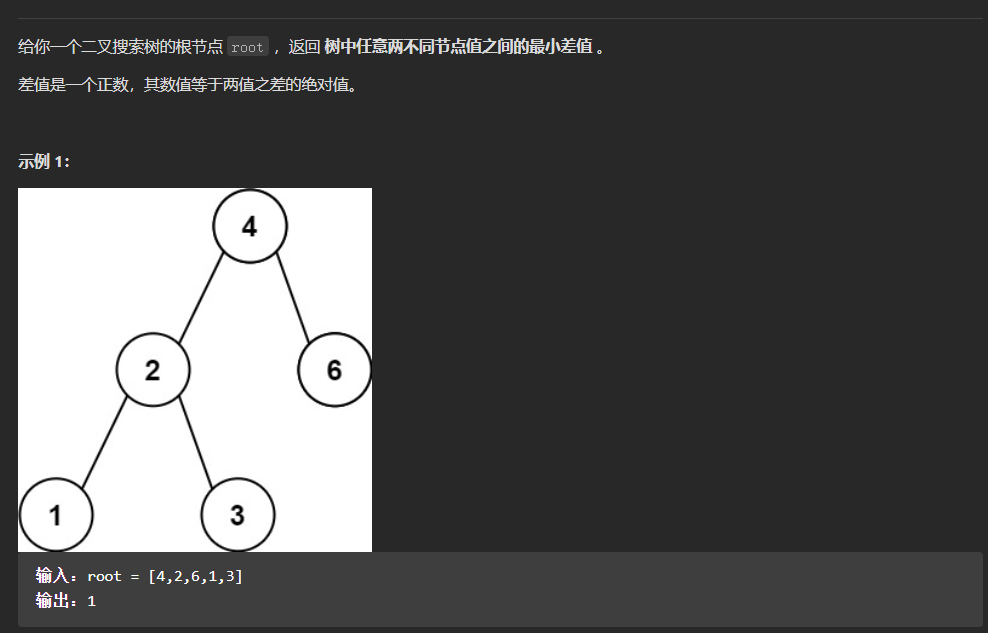 给你一个二叉搜索树的根节点 root ，返回 树中任意两不同节点值之间的最小差值 。
差值是一个正数，其数值等于两值之差的绝对值。
示例 1：
4
2
6
1
3
输入：root = [4,2,6,1,3]
输出：1